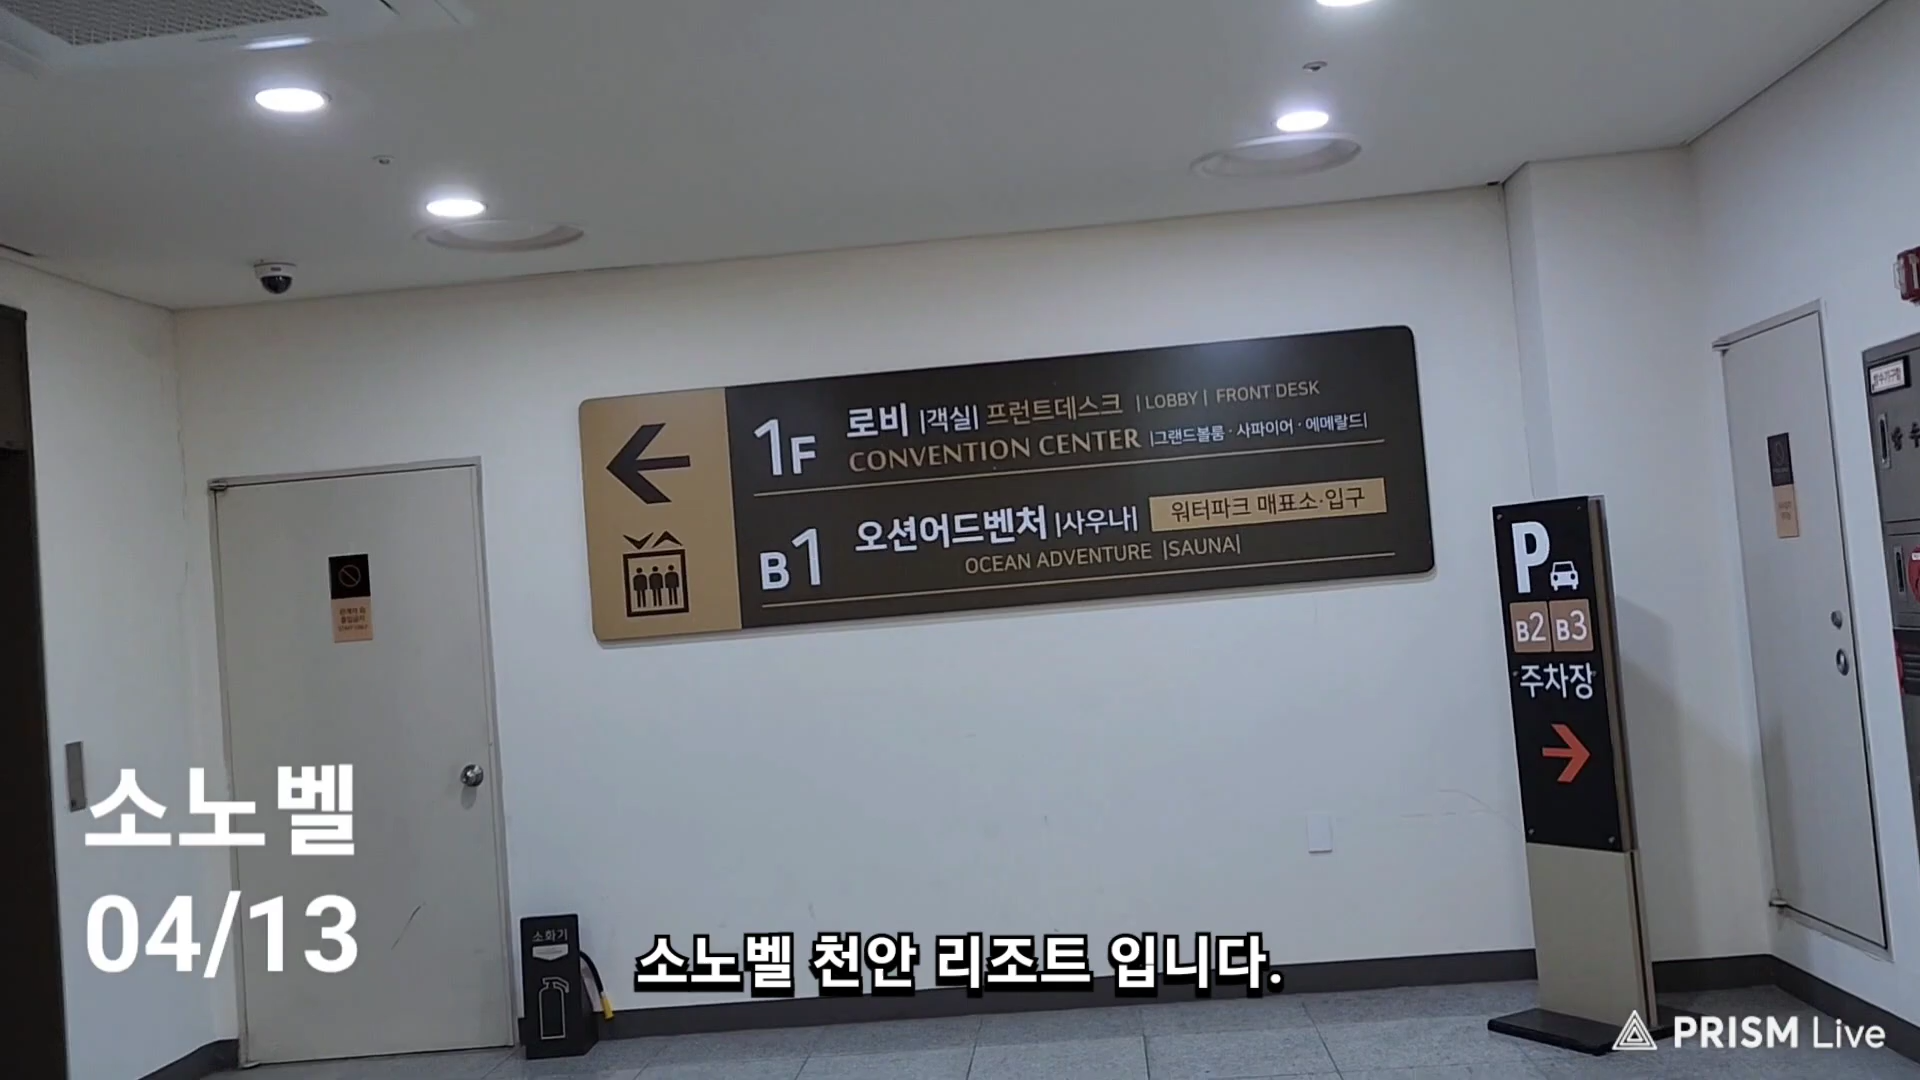 1F 로비 |객실| 프런트데스크 | LOBBY | FRONT DESK
CONVENTION CENTER |그랜드볼룸 · 사파이어 · 에메랄드|
B1 오션어드벤처 |사우나| 워터파크 매표소·입구
OCEAN ADVENTURE |SAUNA|
P
B2 B3
주차장
소화기
소노벨
04/13
소노벨 천안 리조트 입니다.
PRISM Live